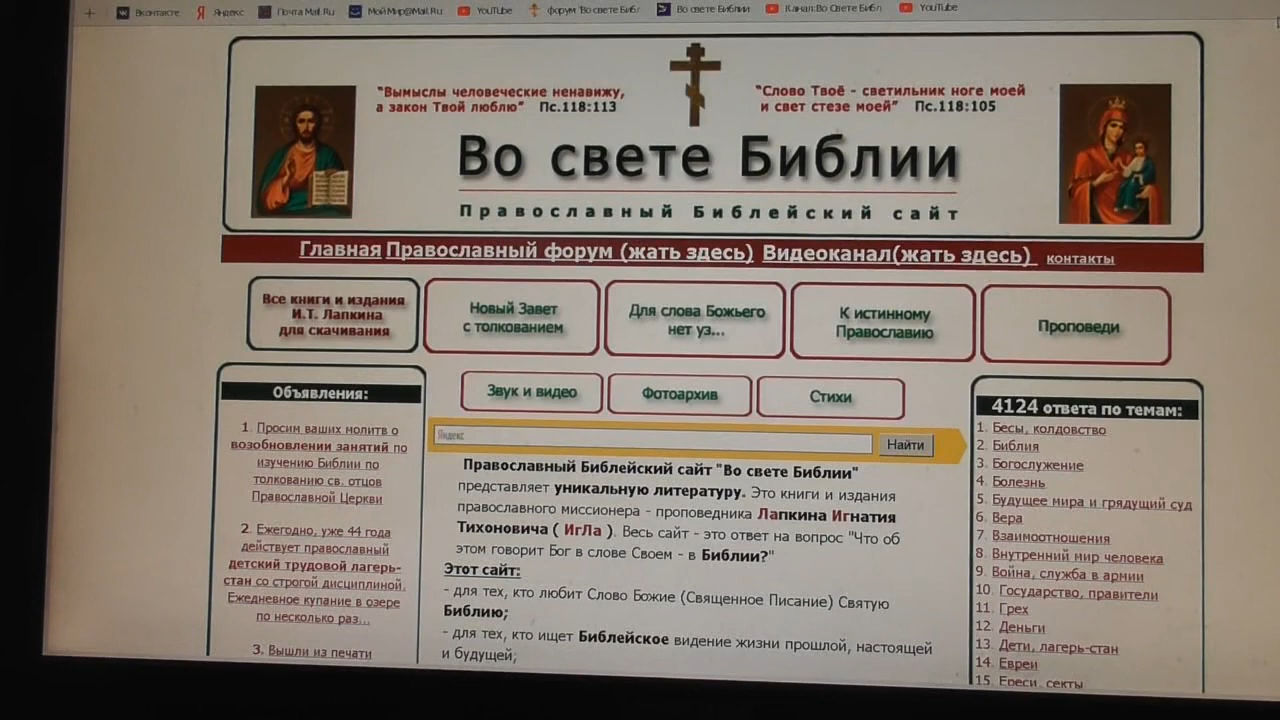 Вконтакте Яндекс Почта Mail.Ru МойМир@Mail.Ru YouTube форум 'Во свете Библ Во свете Библии Канал:Во Свете Библ YouTube
"Вымыслы человеческие ненавижу,
а закон Твой люблю" Пс.118:113
"Слово Твоё - светильник ноге моей
и свет стезе моей" Пс.118:105
Во свете Библии
Православный Библейский сайт
Главная Православный форум (жать здесь) Видеоканал(жать здесь) контакты
Все книги и издания
И.Т. Лапкина
для скачивания
Новый Завет
с толкованием
Для слова Божьего
нет уз...
К истинному
Православию
Проповеди
Звук и видео
Фотоархив
Стихи
Объявления:
1. Просим ваших молитв о
возобновлении занятий по
изучению Библии по
толкованию св. отцов
Православной Церкви
2. Ежегодно, уже 44 года
действует православный
детский трудовой лагерь-
стан со строгой дисциплиной.
Ежедневное купание в озере
по несколько раз...
3. Вышли из печати
Яндекс
Найти
Православный Библейский сайт "Во свете Библии"
представляет уникальную литературу. Это книги и издания
православного миссионера - проповедника Лапкина Игнатия
Тихоновича ( ИгЛа ). Весь сайт - это ответ на вопрос "Что об
этом говорит Бог в слове Своем - в Библии?"
Этот сайт:
- для тех, кто любит Слово Божие (Священное Писание) Святую
Библию;
- для тех, кто ищет Библейское видение жизни прошлой, настоящей
и будущей;
4124 ответа по темам:
1. Бесы, колдовство
2. Библия
3. Богослужение
4. Болезнь
5. Будущее мира и грядущий суд
6. Вера
7. Взаимоотношения
8. Внутренний мир человека
9. Война, служба в армии
10. Государство, правители
11. Грех
12. Деньги
13. Дети, лагерь-стан
14. Евреи
15. Ереси, секты